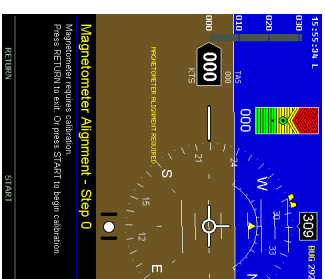 15:55:34 L
BUG 292
309
030
020
010
000
000
TAS
000
000
KTS
W
30
33
N
24
21
S
15
12
E
MAGNETOMETER ALIGNMENT REQUIRED
Magnetometer Alignment - Step 0
Magnetometer requires calibration.
Press RETURN to exit. Or press START to begin calibration.
RETURN START